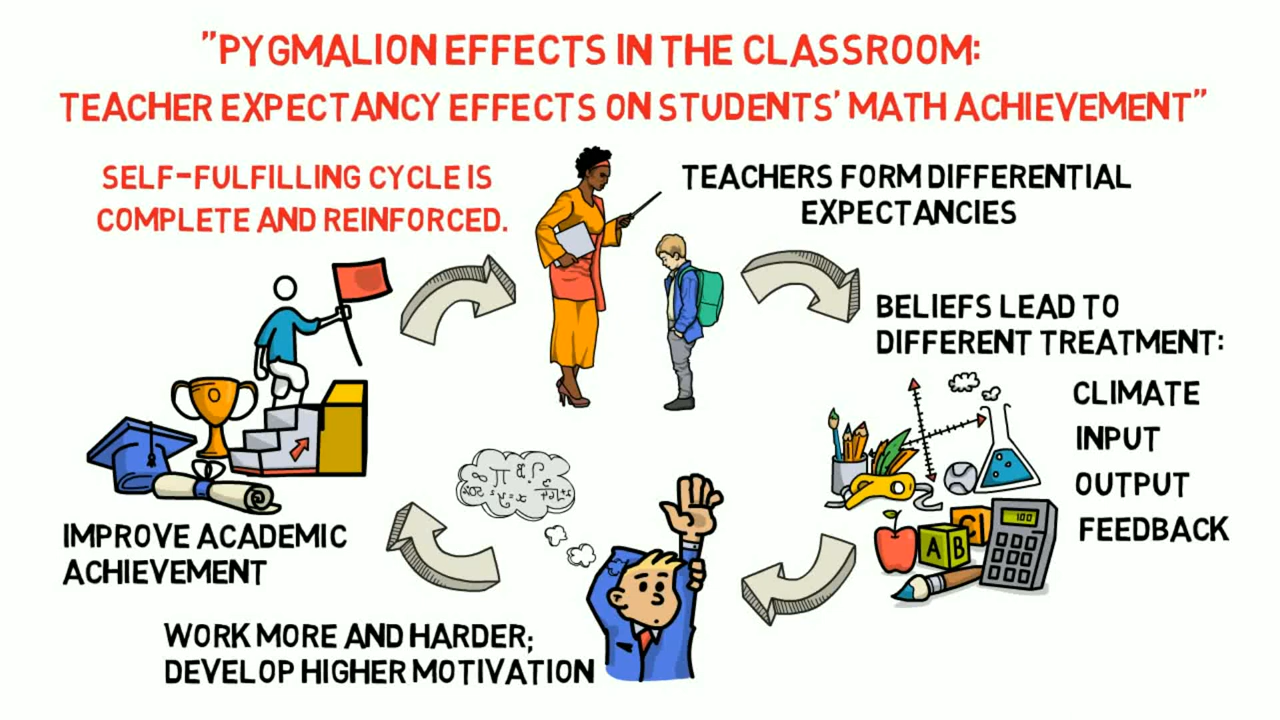 "PYGMALION EFFECTS IN THE CLASSROOM:
TEACHER EXPECTANCY EFFECTS ON STUDENTS' MATH ACHIEVEMENT"
SELF-FULFILLING CYCLE IS
COMPLETE AND REINFORCED.
TEACHERS FORM DIFFERENTIAL
EXPECTANCIES
BELIEFS LEAD TO
DIFFERENT TREATMENT:
CLIMATE
INPUT
OUTPUT
FEEDBACK
100
A B
C
WORK MORE AND HARDER;
DEVELOP HIGHER MOTIVATION
IMPROVE ACADEMIC
ACHIEVEMENT